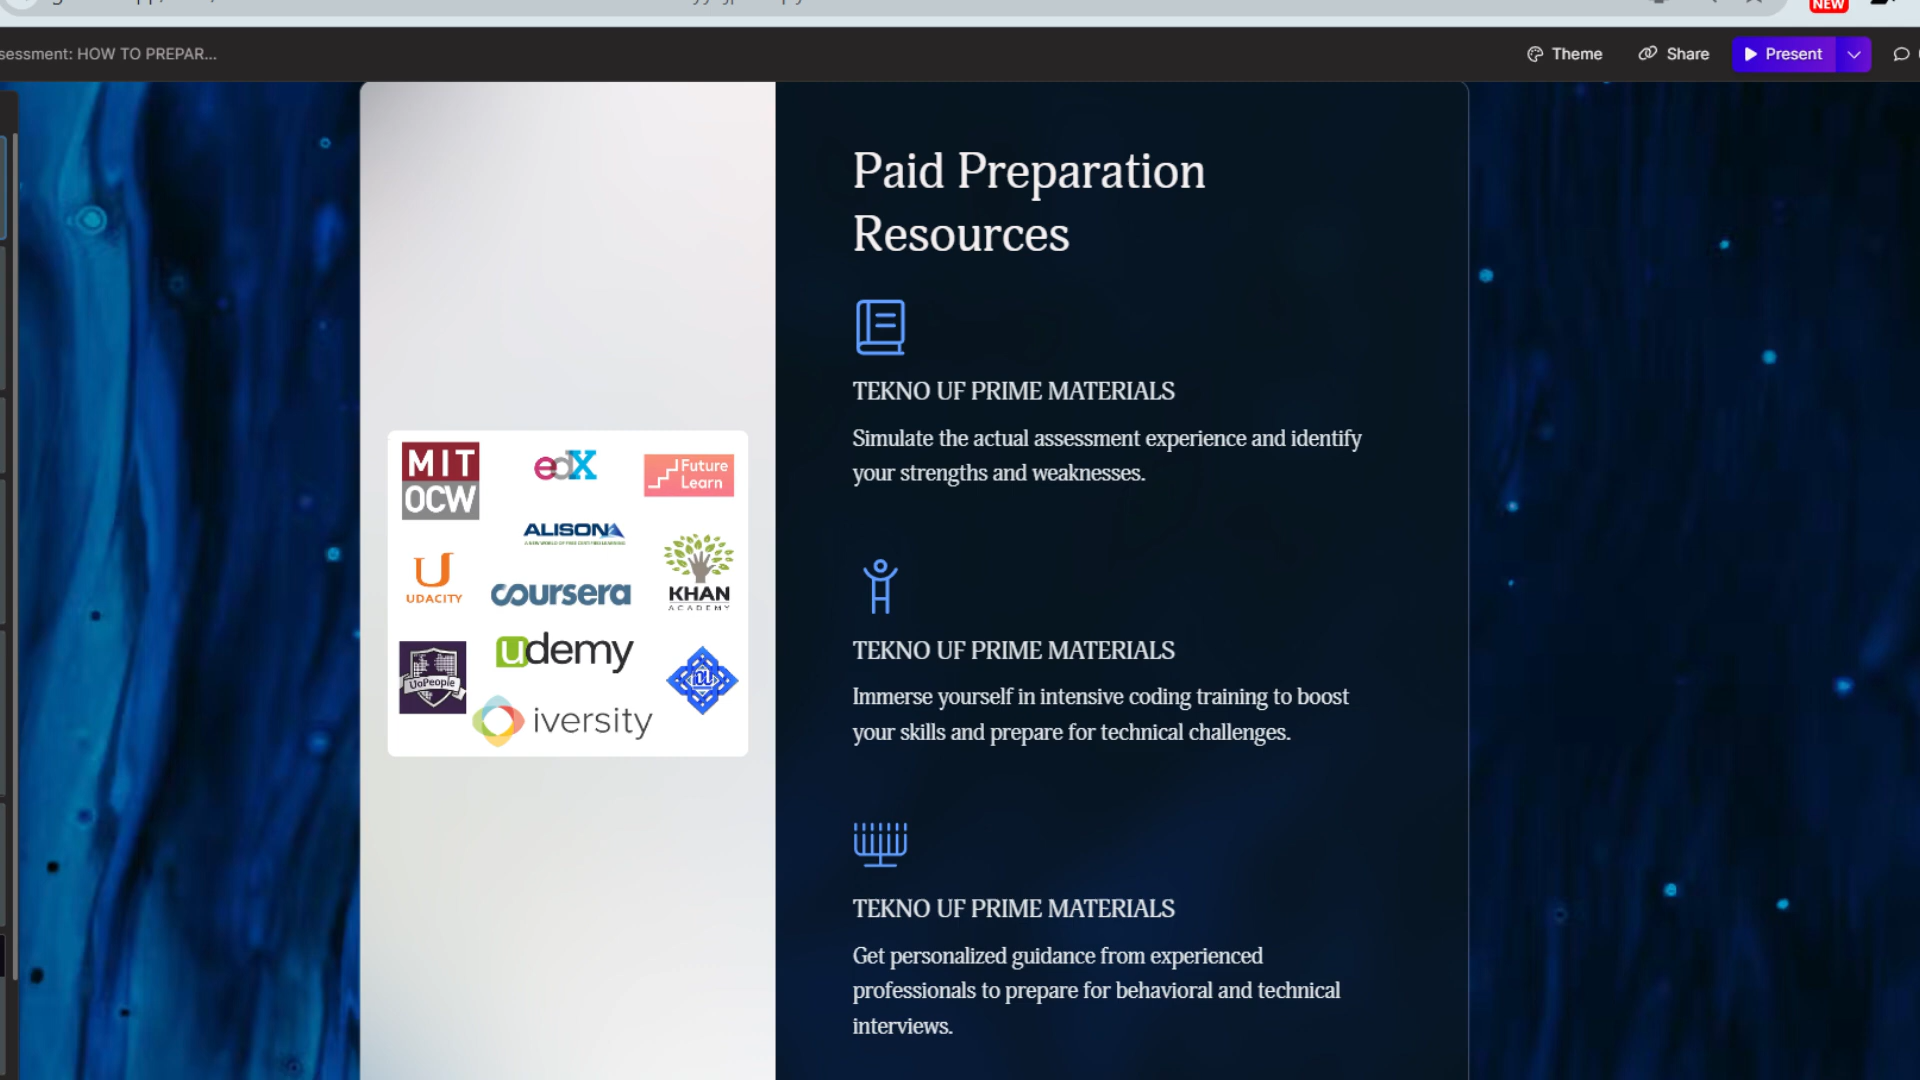 NEW
sessment: HOW TO PREPAR...
Theme
Share
Present
Paid Preparation
Resources
TEKNO UF PRIME MATERIALS
Simulate the actual assessment experience and identify
your strengths and weaknesses.
TEKNO UF PRIME MATERIALS
Immerse yourself in intensive coding training to boost
your skills and prepare for technical challenges.
TEKNO UF PRIME MATERIALS
Get personalized guidance from experienced
professionals to prepare for behavioral and technical
interviews.
MIT
OCW
edX
Future
Learn
ALISON
UDACITY
coursera
KHAN
ACADEMY
udemy
UoPeople
iversity